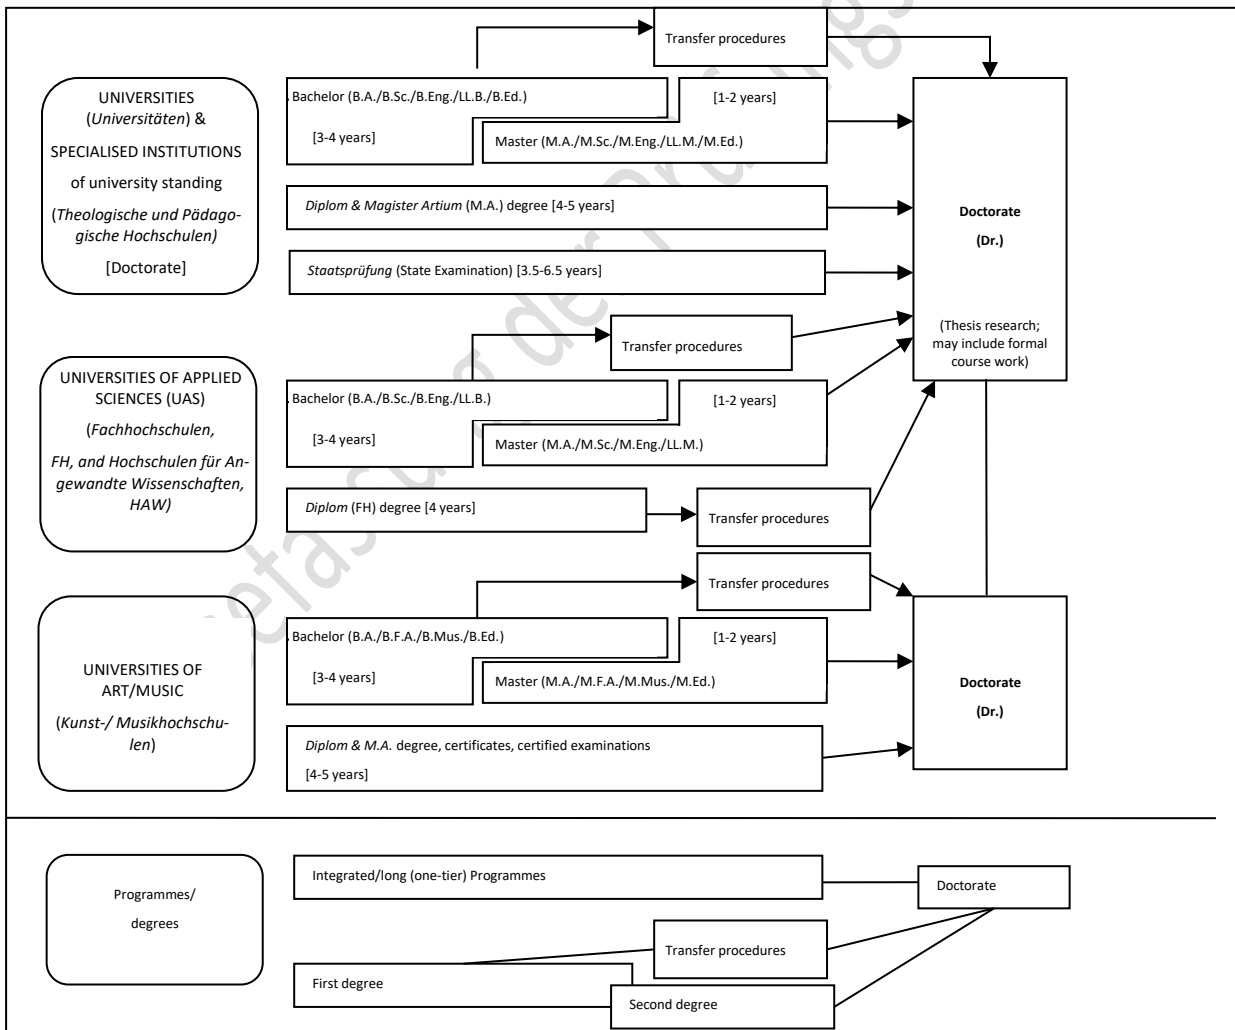 Transfer procedures
UNIVERSITIES
(Universitäten) &
SPECIALISED INSTITUTIONS
of university standing
(Theologische und Pädago-
gische Hochschulen)
[Doctorate]
. Bachelor (B.A./B.Sc./B.Eng./LL.B./B.Ed.)
[3-4 years]
[1-2 years]
Master (M.A./M.Sc./M.Eng./LL.M./M.Ed.)
Diplom & Magister Artium (M.A.) degree [4-5 years]
Staatsprüfung (State Examination) [3.5-6.5 years]
Doctorate
(Dr.)
(Thesis research;
may include formal
course work)
Transfer procedures
UNIVERSITIES OF APPLIED
SCIENCES (UAS)
(Fachhochschulen,
FH, and Hochschulen für An-
gewandte Wissenschaften,
HAW)
. Bachelor (B.A./B.Sc./B.Eng./LL.B.)
[3-4 years]
[1-2 years]
Master (M.A./M.Sc./M.Eng./LL.M.)
Diplom (FH) degree [4 years]
Transfer procedures
Transfer procedures
UNIVERSITIES OF
ART/MUSIC
(Kunst-/ Musikhochschu-
len)
. Bachelor (B.A./B.F.A./B.Mus./B.Ed.)
[3-4 years]
[1-2 years]
Master (M.A./M.F.A./M.Mus./M.Ed.)
Diplom & M.A. degree, certificates, certified examinations
[4-5 years]
Doctorate
(Dr.)
Programmes/
degrees
Integrated/long (one-tier) Programmes
Doctorate
Transfer procedures
First degree
Second degree